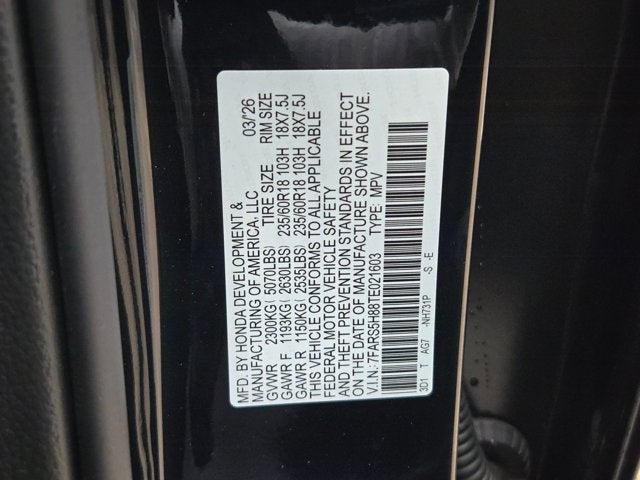 MFD. BY HONDA DEVELOPMENT &
MANUFACTURING OF AMERICA, LLC 03/'26
GVWR 2300KG( 5070LBS) TIRE SIZE RIM SIZE
GAWR F 1193KG( 2630LBS) 235/60R18 103H 18X7.5J
GAWR R 1150KG( 2535LBS) 235/60R18 103H 18X7.5J
THIS VEHICLE CONFORMS TO ALL APPLICABLE
FEDERAL MOTOR VEHICLE SAFETY
AND THEFT PREVENTION STANDARDS IN EFFECT
ON THE DATE OF MANUFACTURE SHOWN ABOVE.
V.I.N.: 7FARS5H88TE021603 TYPE: MPV
3D1 T AG7 -NH731P -S -E